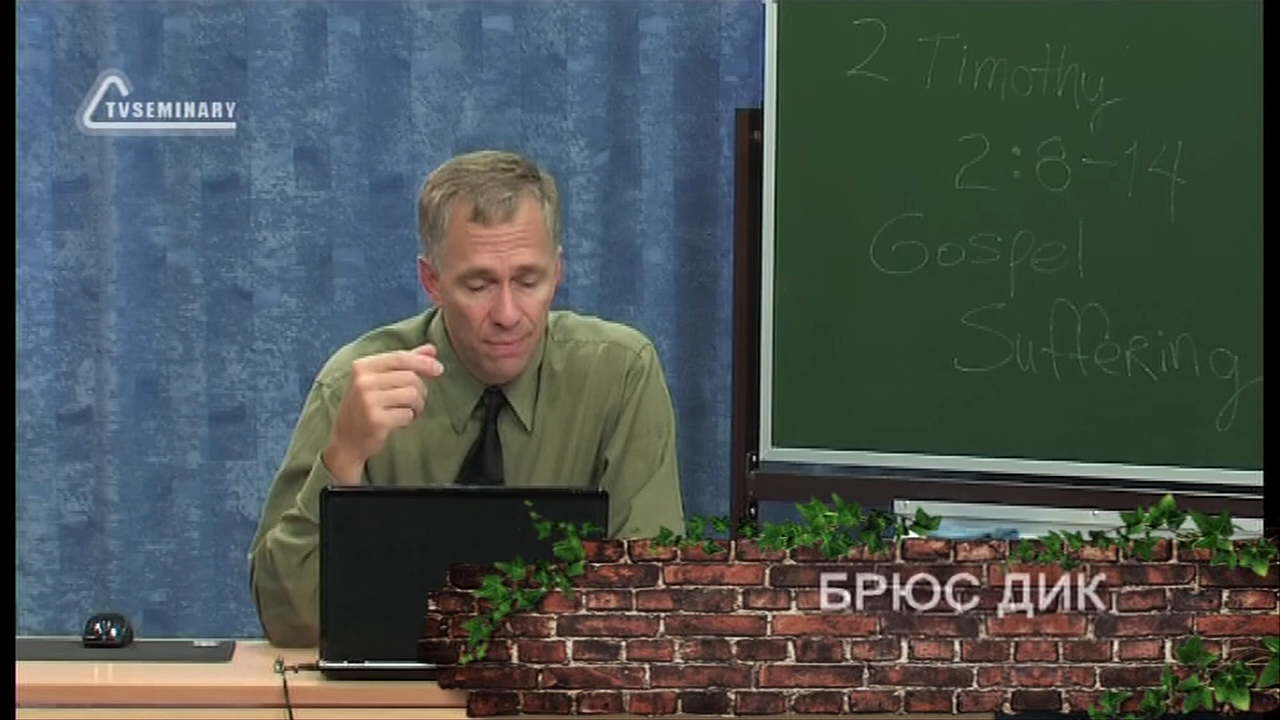 TVSEMINARY
2 Timothy
2:8-14
Gospel
Suffering
БРЮС ДИК